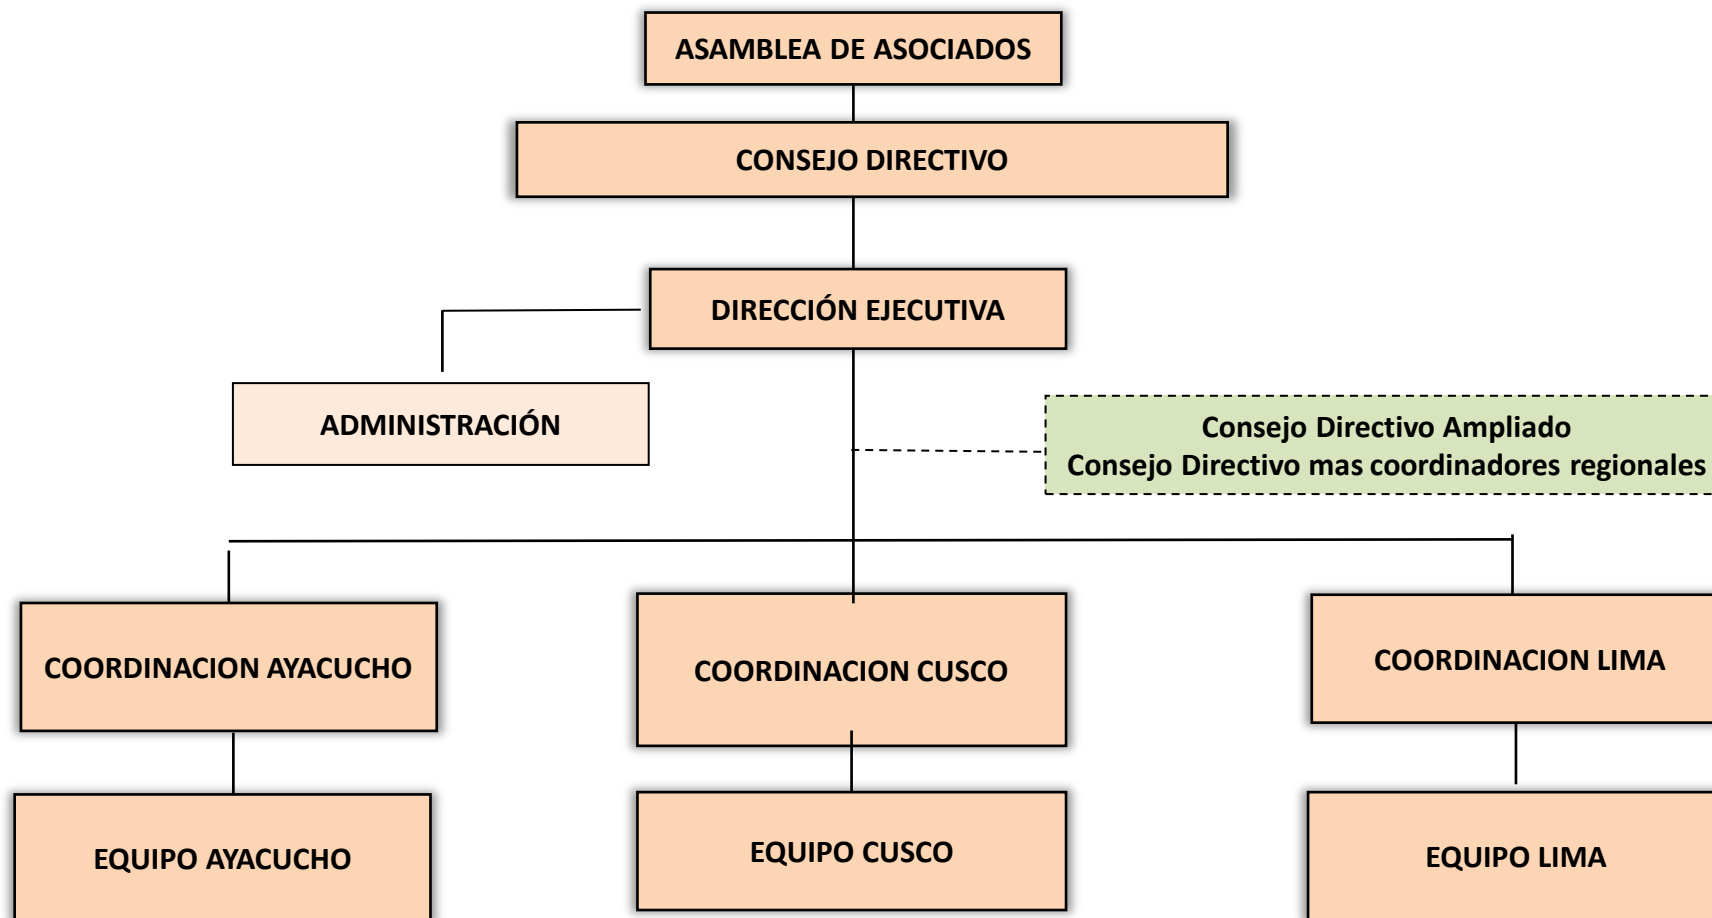 ASAMBLEA DE ASOCIADOS
CONSEJO DIRECTIVO
DIRECCIÓN EJECUTIVA
ADMINISTRACIÓN
Consejo Directivo Ampliado
Consejo Directivo mas coordinadores regionales
COORDINACION AYACUCHO
COORDINACION CUSCO
COORDINACION LIMA
EQUIPO AYACUCHO
EQUIPO CUSCO
EQUIPO LIMA